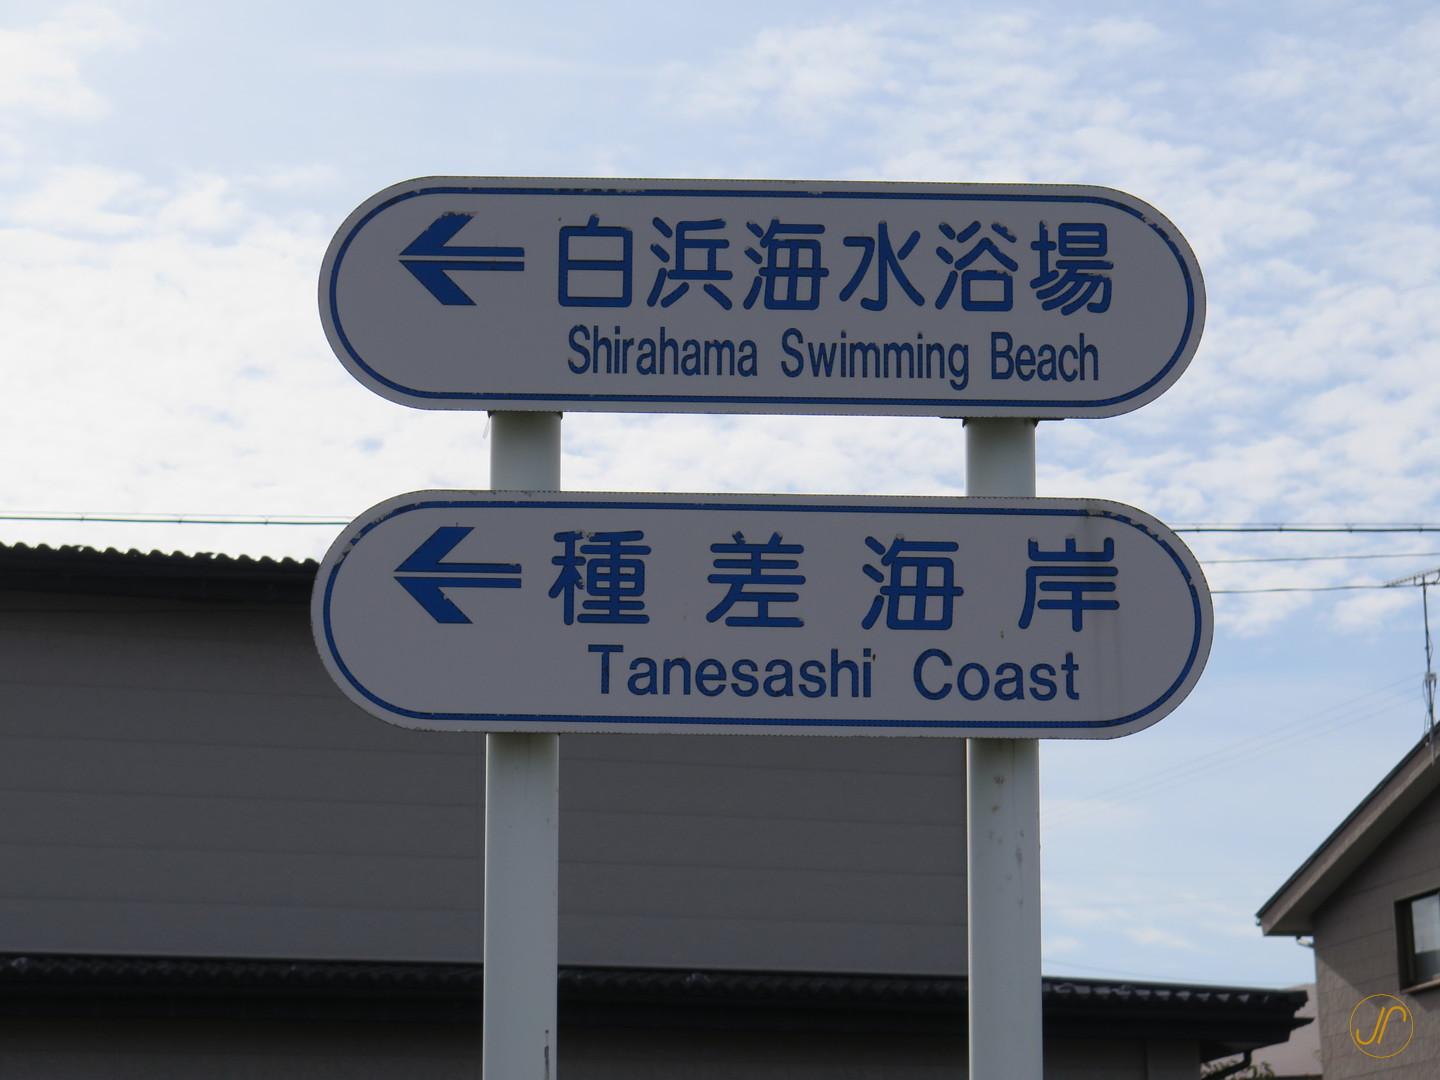 白浜海水浴場
Shirahama Swimming Beach
種差海岸
Tanesashi Coast